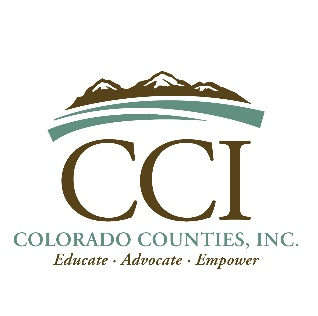 CCI
COLORADO COUNTIES, INC.
Educate · Advocate · Empower